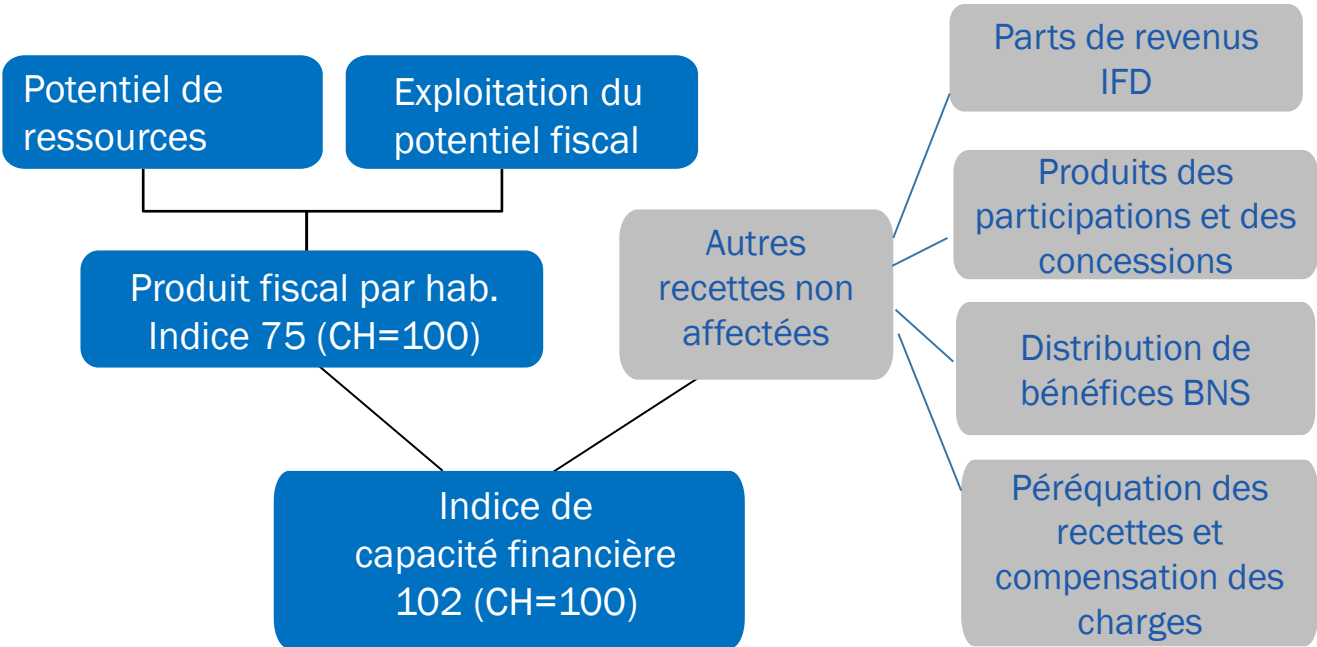 Potentiel de
ressources
Exploitation du
potentiel fiscal
Produit fiscal par hab.
Indice 75 (CH=100)
Autres
recettes non
affectées
Indice de
capacité financière
102 (CH=100)
Parts de revenus
IFD
Produits des
participations et des
concessions
Distribution de
bénéfices BNS
Péréquation des
recettes et
compensation des
charges